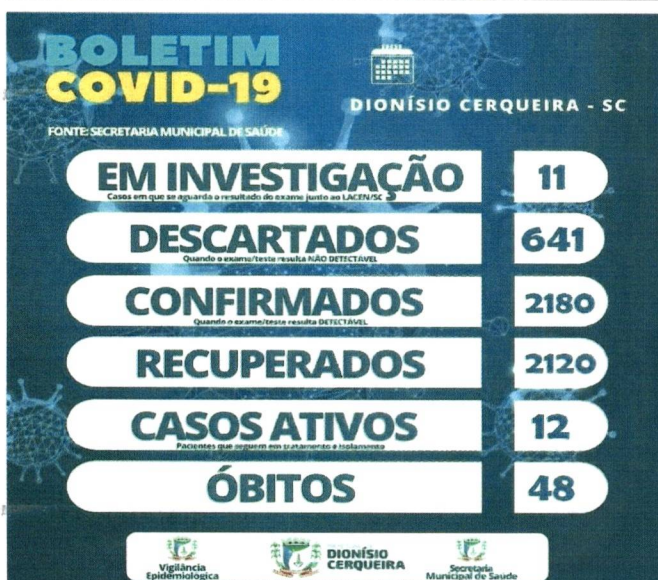 BOLETIM
COVID-19
DIONÍSIO CERQUEIRA - SC
FONTE: SECRETARIA MUNICIPAL DE SAÚDE
EM INVESTIGAÇÃO 11
Casos em que se aguarda o resultado do exame junto ao LACEN/SC
DESCARTADOS 641
Quando o exame/teste resulta NÃO DETECTÁVEL
CONFIRMADOS 2180
Quando o exame/teste resulta DETECTÁVEL
RECUPERADOS 2120
CASOS ATIVOS 12
Pacientes que seguem em tratamento e isolamento
ÓBITOS 48
Vigilância
Epidemiológica
DIONÍSIO
CERQUEIRA
Secretaria
Municipal de Saúde